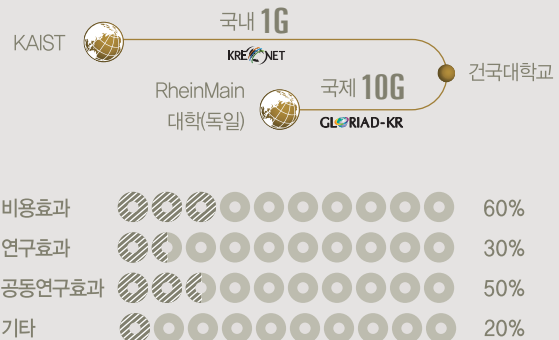 국내 1G
KAIST
KREONET
건국대학교
RheinMain
대학(독일)
국제 10G
GLORIAD-KR
비용효과 60%
연구효과 30%
공동연구효과 50%
기타 20%